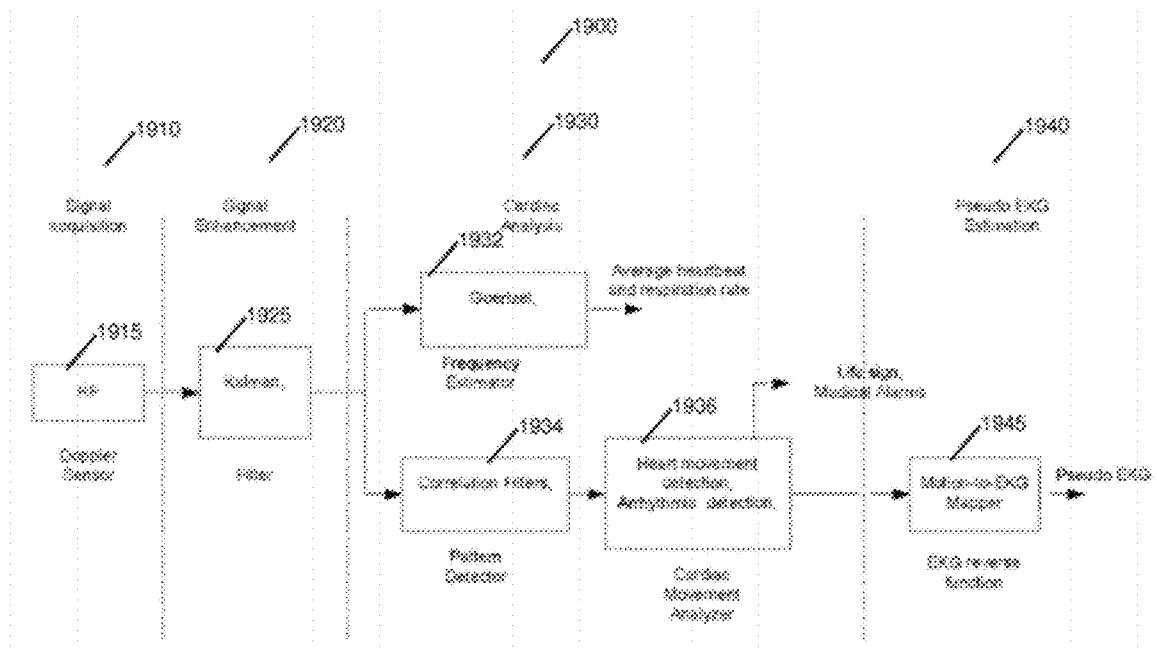 1900
1910
1920
1930
1940
Signal
acquisition
Signal
Enhancement
Cardiac
Analysis
Pseudo EKG
Estimation
1932
Goertzel,
Average heartbeat
and respiration rate
Frequency
Estimator
1915
RF
Doppler
Sensor
1925
Kalman,
Filter
1934
Correlation Filters,
Pattern
Detector
1936
Heart movement
detection,
Arrhythmic detection,
Cardiac
Movement
Analyzer
Life sign,
Medical Alarms
1945
Motion-to-EKG
Mapper
EKG reverse
function
Pseudo EKG